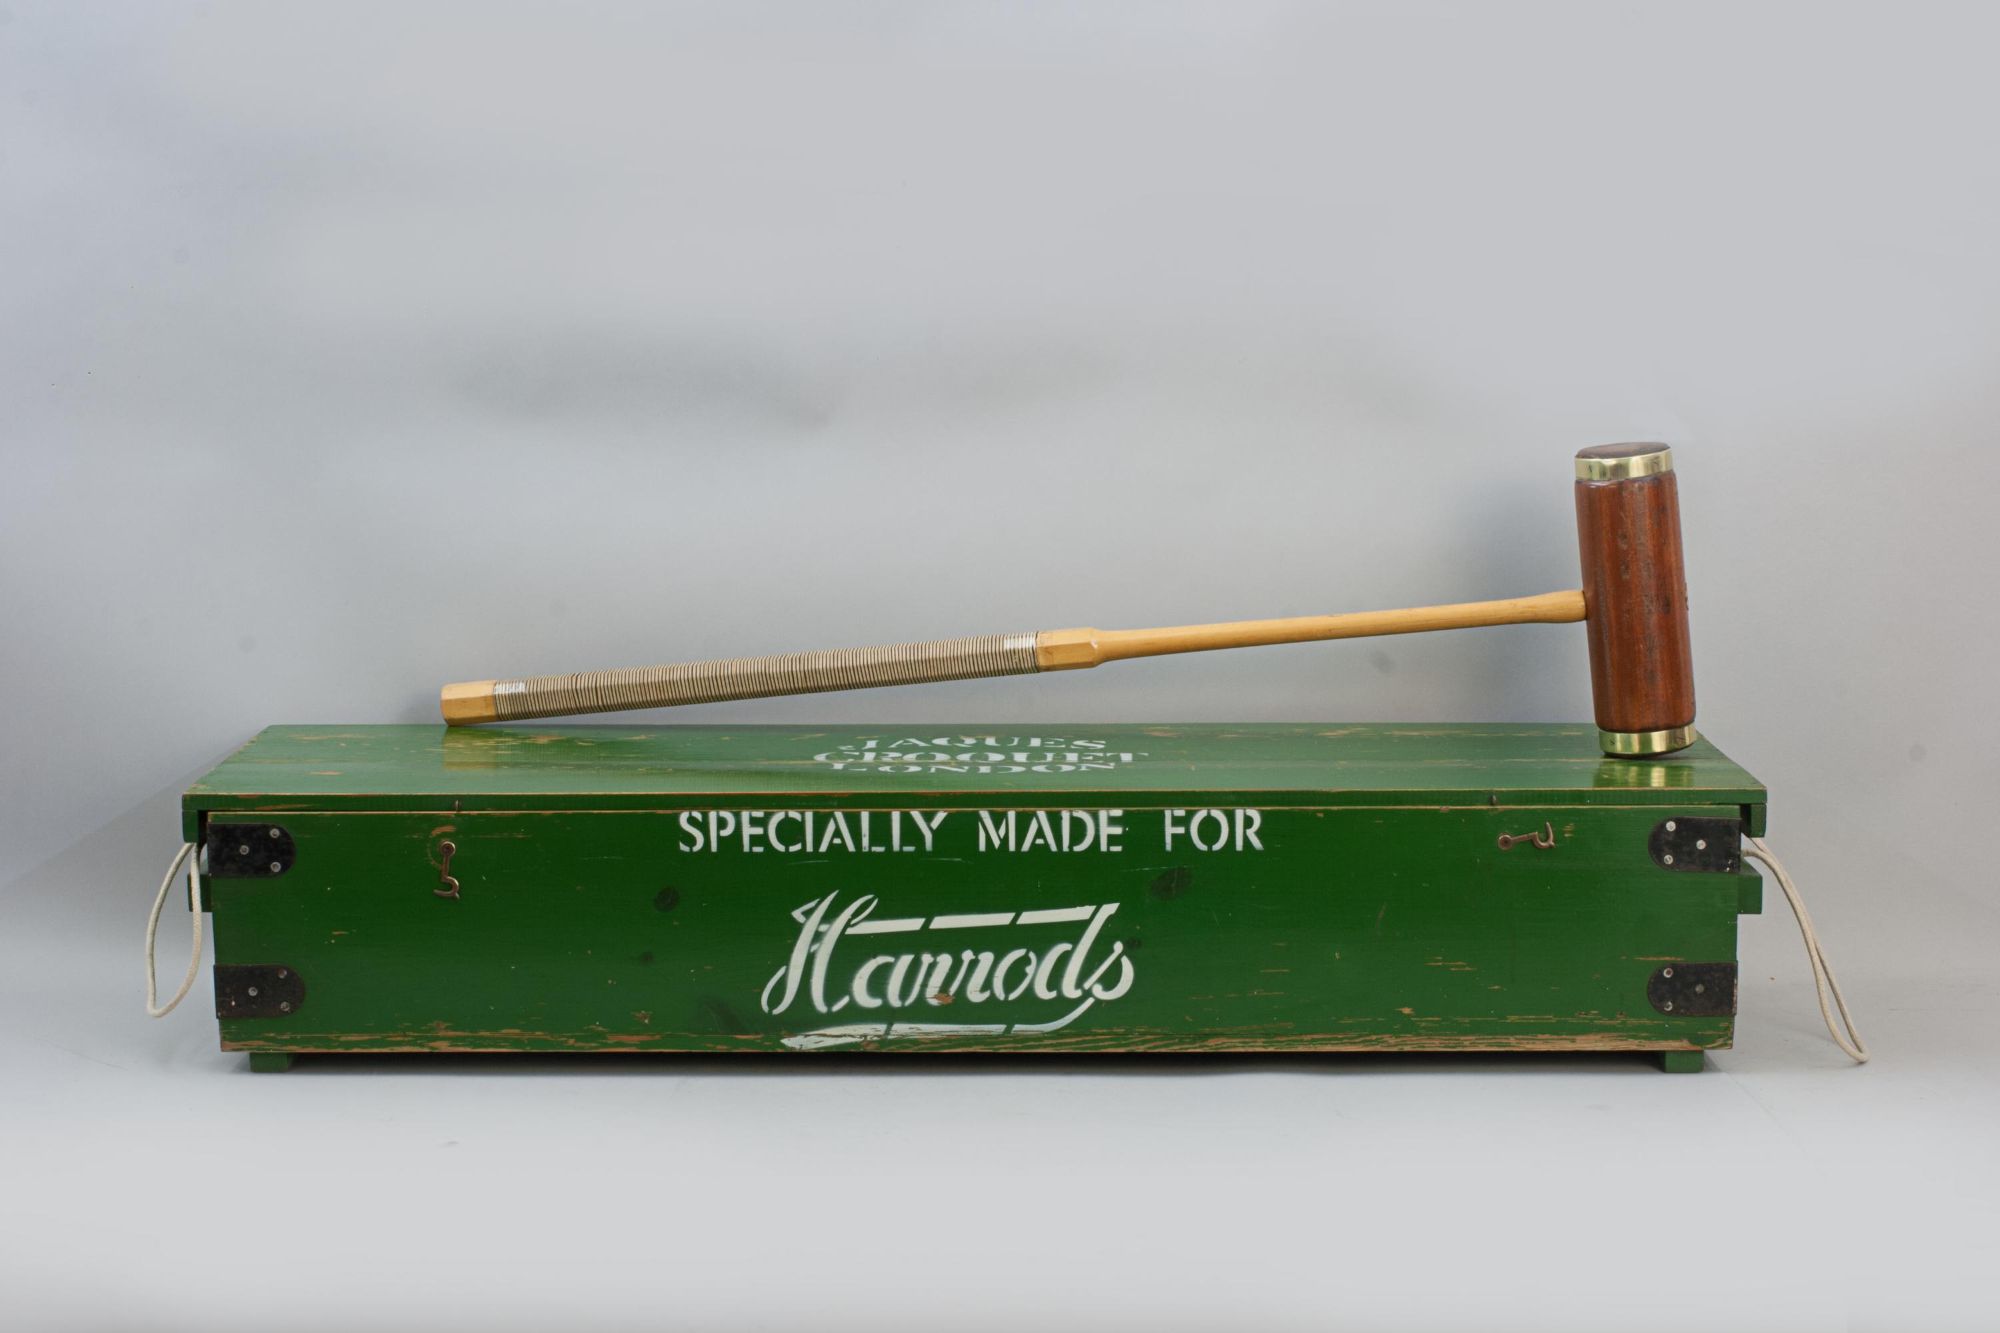 JAQUES
CROQUET
LONDON
SPECIALLY MADE FOR
Harrods